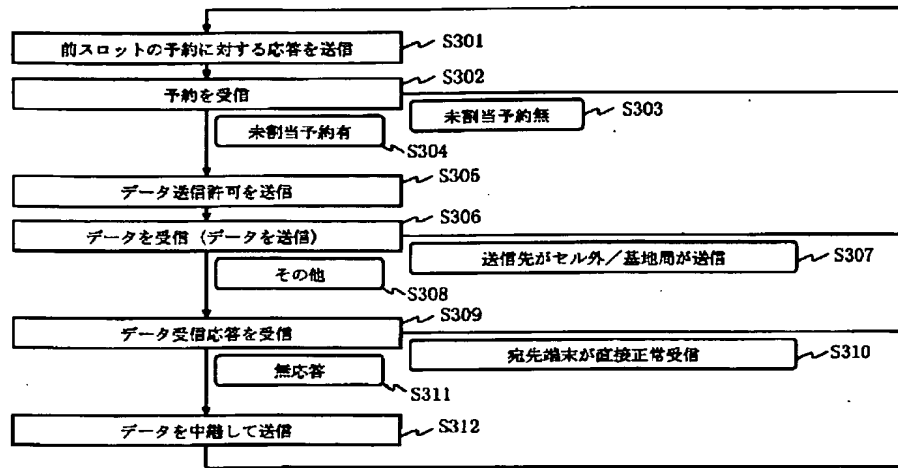 前スロットの予約に対する応答を送信 S301
予約を受信 S302
未割当予約無 S303
未割当予約有 S304
データ送信許可を送信 S305
データを受信（データを送信） S306
送信先がセル外／基地局が送信 S307
その他 S308
データ受信応答を受信 S309
宛先端末が直接正常受信 S310
無応答 S311
データを中継して送信 S312